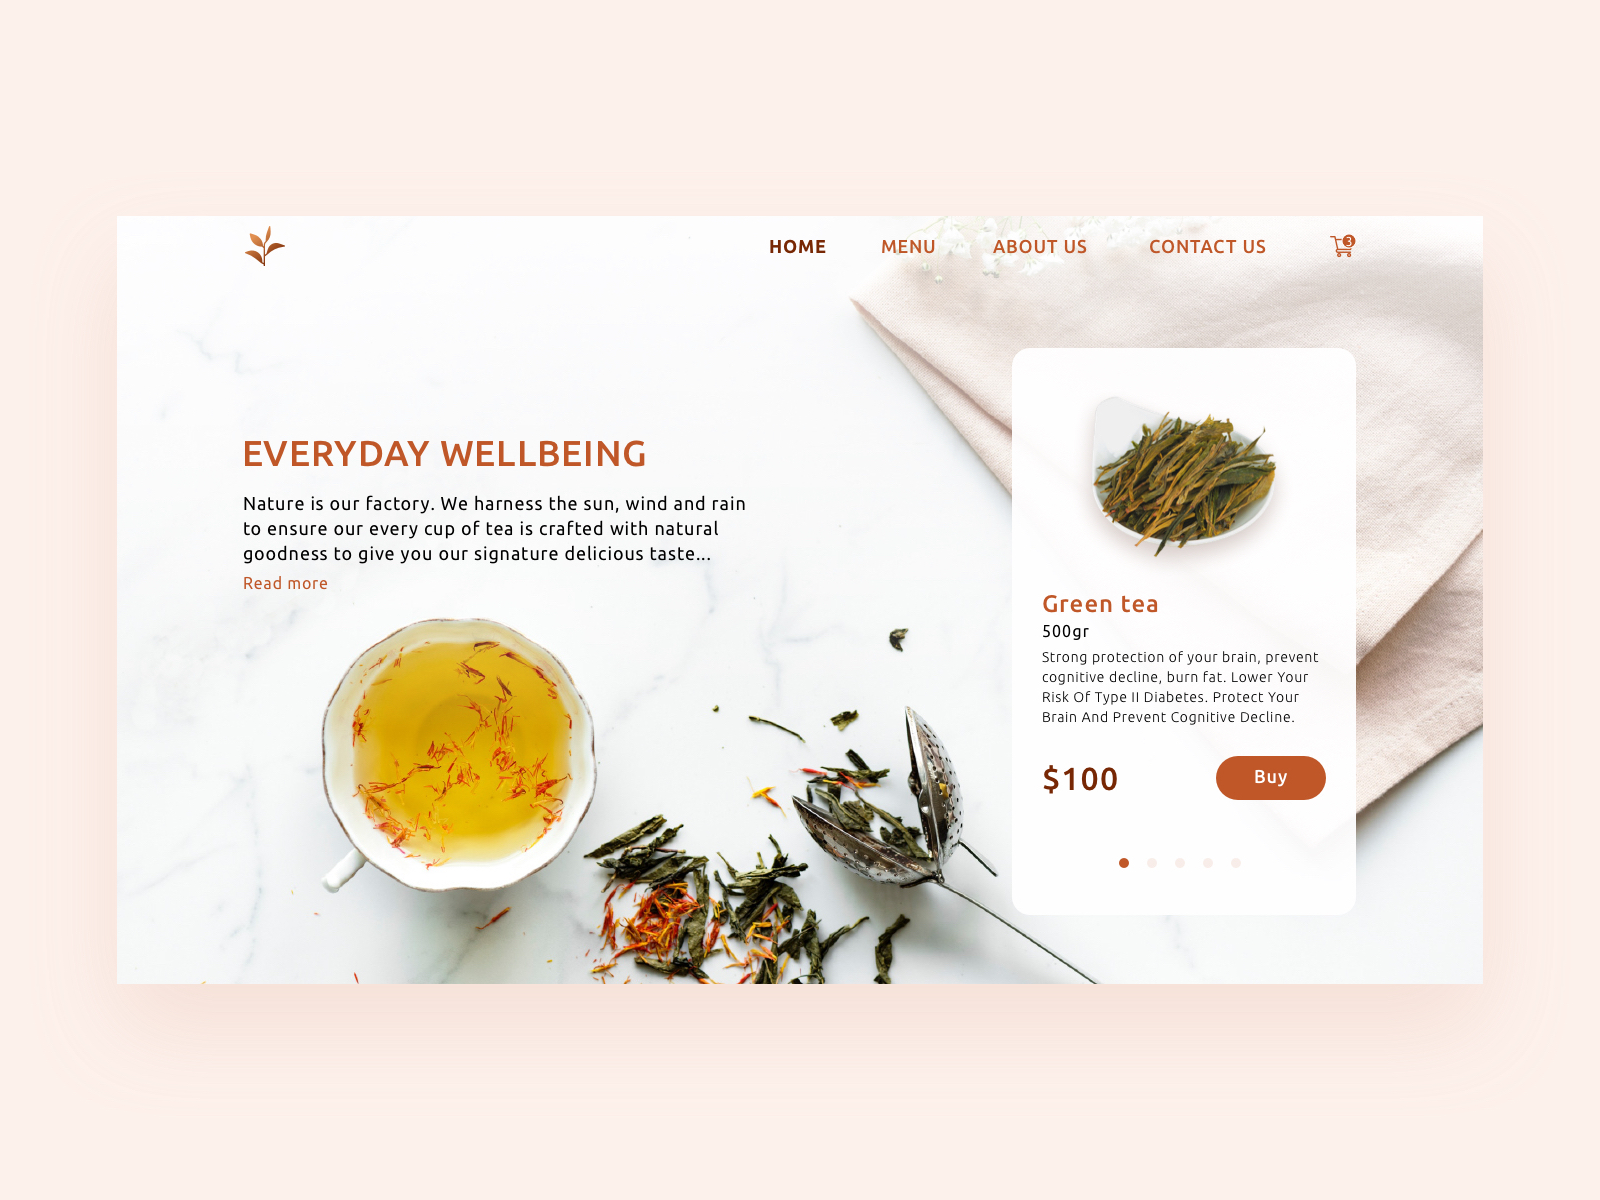 HOME MENU ABOUT US CONTACT US 3
EVERYDAY WELLBEING
Nature is our factory. We harness the sun, wind and rain
to ensure our every cup of tea is crafted with natural
goodness to give you our signature delicious taste...
Read more
Green tea
500gr
Strong protection of your brain, prevent
cognitive decline, burn fat. Lower Your
Risk Of Type II Diabetes. Protect Your
Brain And Prevent Cognitive Decline.
$100 Buy